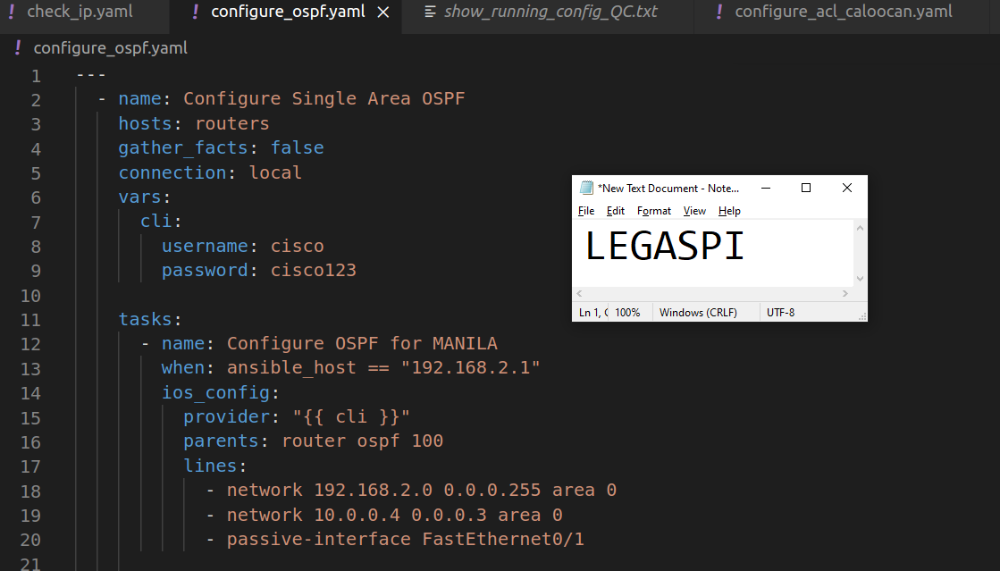 ! check_ip.yaml ! configure_ospf.yaml × show_running_config_QC.txt ! configure_acl_caloocan.yaml
! configure_ospf.yaml
1 ---
2 - name: Configure Single Area OSPF
3 hosts: routers
4 gather_facts: false
5 connection: local
6 vars:
7 cli:
8 username: cisco
9 password: cisco123
10
11 tasks:
12 - name: Configure OSPF for MANILA
13 when: ansible_host == "192.168.2.1"
14 ios_config:
15 provider: "{{ cli }}"
16 parents: router ospf 100
17 lines:
18 - network 192.168.2.0 0.0.0.255 area 0
19 - network 10.0.0.4 0.0.0.3 area 0
20 - passive-interface FastEthernet0/1
21
*New Text Document - Note...
File Edit Format View Help
LEGASPI
Ln 1, C 100% Windows (CRLF) UTF-8